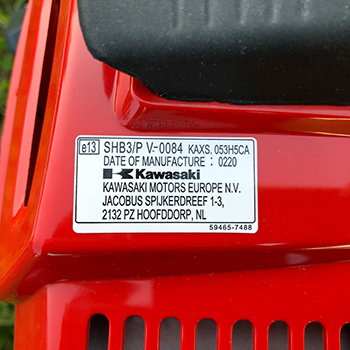 e13 SHB3/P V-0084 KAXS. 053H5CA
DATE OF MANUFACTURE : 0220
Kawasaki
KAWASAKI MOTORS EUROPE N.V.
JACOBUS SPIJKERDREEF 1-3,
2132 PZ HOOFDDORP, NL
59465-7488